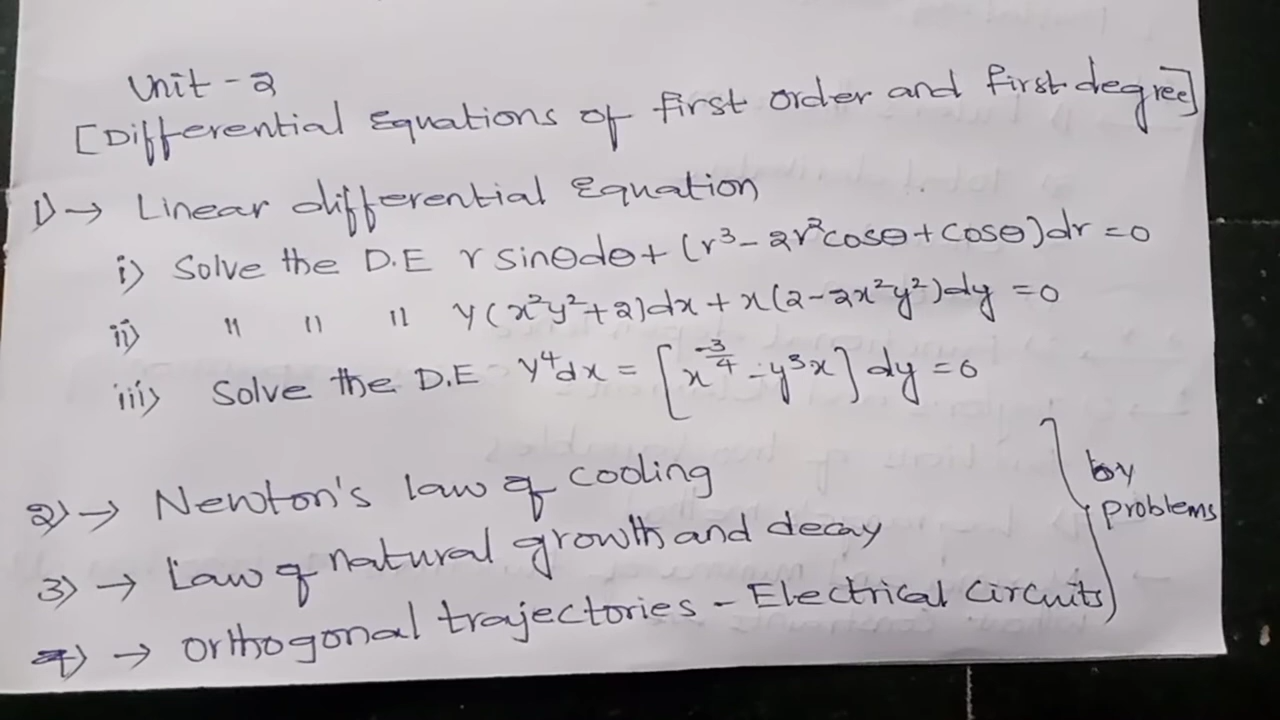 Unit - 2
[Differential Equations of first order and first degree]
1) → Linear differential Equation
i) Solve the D.E r sinθdθ + (r³ - 2r²cosθ + cosθ)dr = 0
ii) " " " y(x²y²+2)dx + x(2-2x²y²)dy = 0
iii) Solve the D.E y⁴dx = [x^(-3/4) - y³x] dy = 0
2) → Newton's law of cooling
3) → Law of natural growth and decay
4) → Orthogonal trajectories - Electrical Circuits
by
problems